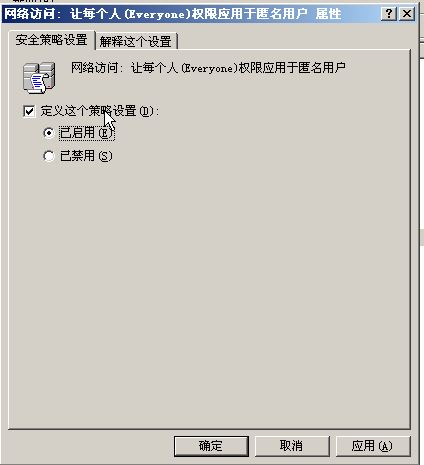 网络访问: 让每个人(Everyone)权限应用于匿名用户 属性
安全策略设置 解释这个设置
网络访问: 让每个人(Everyone)权限应用于匿名用户
定义这个策略设置(D):
已启用(E)
已禁用(S)
确定 取消 应用(A)